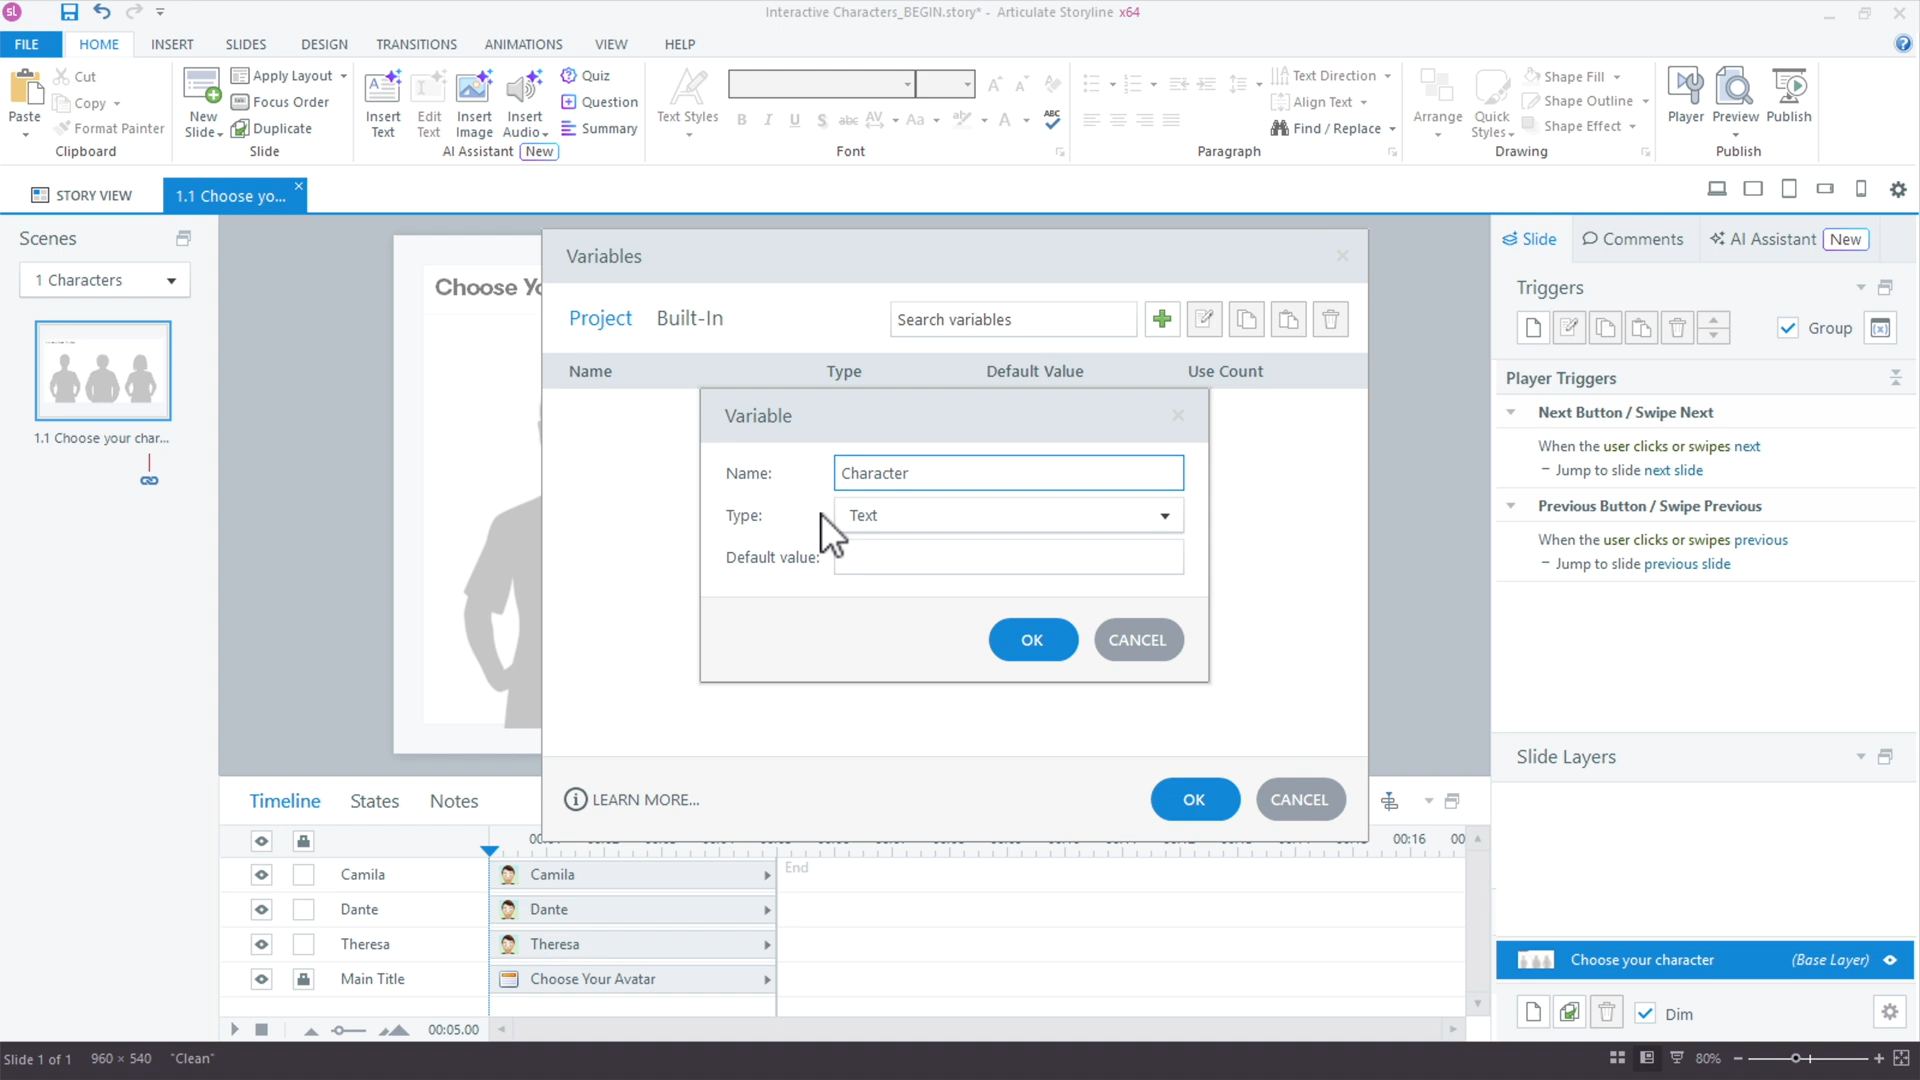 sl
Interactive Characters_BEGIN.story* - Articulate Storyline x64
FILE
HOME
INSERT
SLIDES
DESIGN
TRANSITIONS
ANIMATIONS
VIEW
HELP
Paste
Cut
Copy
Format Painter
Clipboard
New
Slide
Apply Layout
Focus Order
Duplicate
Slide
Insert
Text
Edit
Text
Insert
Image
Insert
Audio
Quiz
Question
Summary
AI Assistant New
Text Styles
B I U S abc AV Aa A
ABC
Font
Text Direction
Align Text
Find / Replace
Paragraph
Arrange
Quick
Styles
Shape Fill
Shape Outline
Shape Effect
Drawing
Player
Preview
Publish
Publish
STORY VIEW
1.1 Choose yo...
Scenes
1 Characters
1.1 Choose your char...
Choose Yo
Variables
Project
Built-In
Search variables
Name
Type
Default Value
Use Count
Variable
Name:
Character
Type:
Text
Default value:
OK
CANCEL
LEARN MORE...
OK
CANCEL
Slide
Comments
AI Assistant New
Triggers
Group
Player Triggers
Next Button / Swipe Next
When the user clicks or swipes next
– Jump to slide next slide
Previous Button / Swipe Previous
When the user clicks or swipes previous
– Jump to slide previous slide
Slide Layers
Choose your character
(Base Layer)
Dim
Timeline
States
Notes
00:16
End
Camila
Camila
Dante
Dante
Theresa
Theresa
Main Title
Choose Your Avatar
00:05.00
Slide 1 of 1
960 × 540
"Clean"
80%